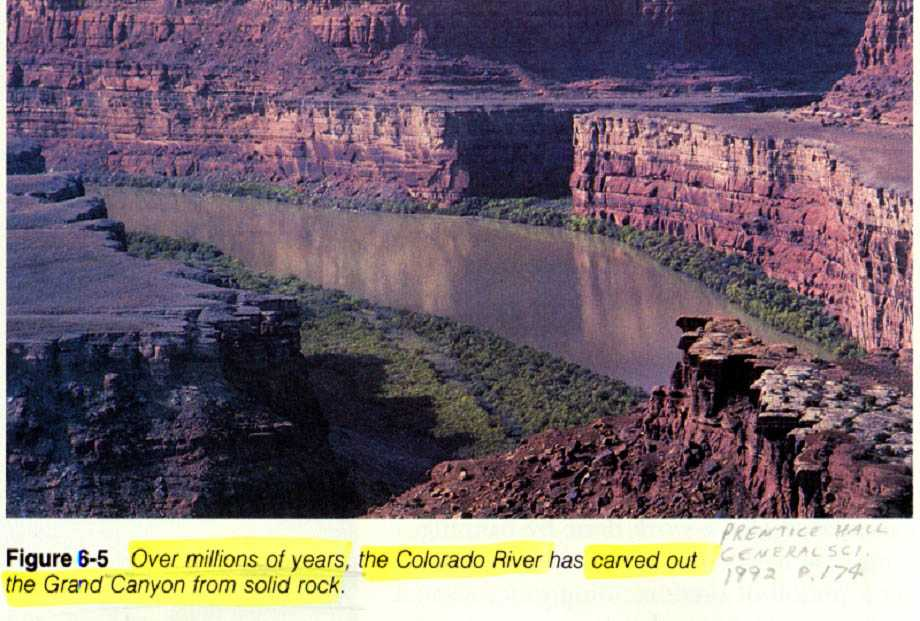 Figure 6-5 Over millions of years, the Colorado River has carved out
the Grand Canyon from solid rock.
PRENTICE HALL
GENERAL SCI.
1992 P.174